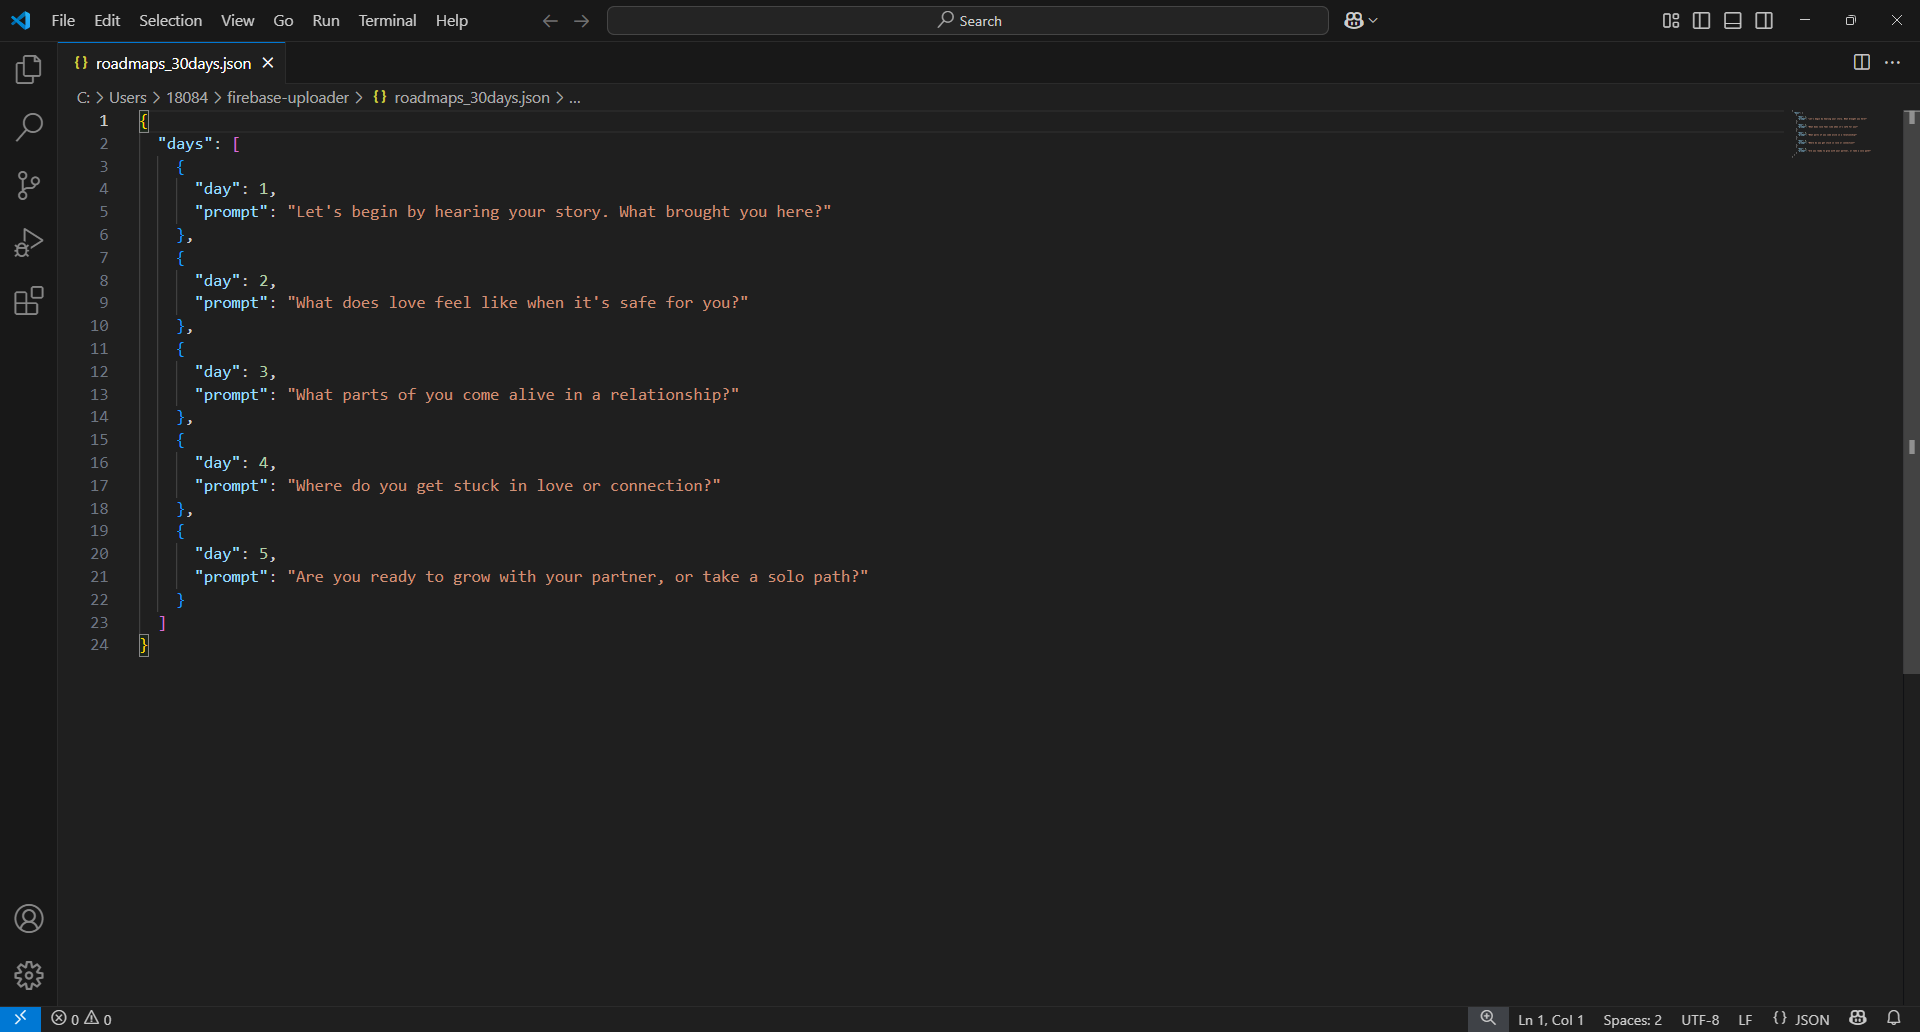 File Edit Selection View Go Run Terminal Help Search
{} roadmaps_30days.json
C: > Users > 18084 > firebase-uploader > {} roadmaps_30days.json > ...
1 {
2 "days": [
3 {
4 "day": 1,
5 "prompt": "Let's begin by hearing your story. What brought you here?"
6 },
7 {
8 "day": 2,
9 "prompt": "What does love feel like when it's safe for you?"
10 },
11 {
12 "day": 3,
13 "prompt": "What parts of you come alive in a relationship?"
14 },
15 {
16 "day": 4,
17 "prompt": "Where do you get stuck in love or connection?"
18 },
19 {
20 "day": 5,
21 "prompt": "Are you ready to grow with your partner, or take a solo path?"
22 }
23 ]
24 }
0 0 Ln 1, Col 1 Spaces: 2 UTF-8 LF {} JSON